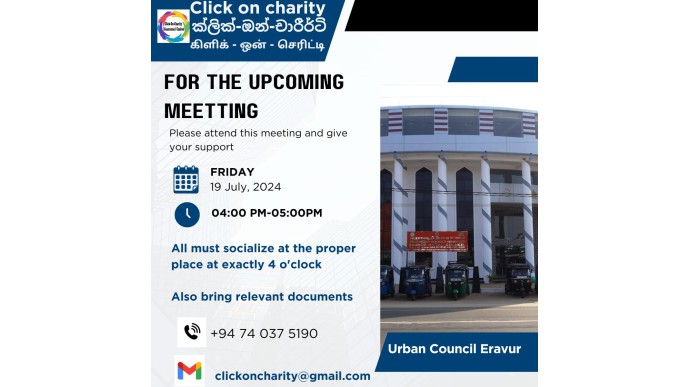 Click on charity
ක්ලික්-ඔන්-චාරිටි
கிளிக் - ஒன் - செரிட்டி
FOR THE UPCOMING
MEETTING
Please attend this meeting and give
your support
FRIDAY
19 July, 2024
04:00 PM-05:00PM
All must socialize at the proper
place at exactly 4 o'clock
Also bring relevant documents
+94 74 037 5190
clickoncharity@gmail.com
Urban Council Eravur